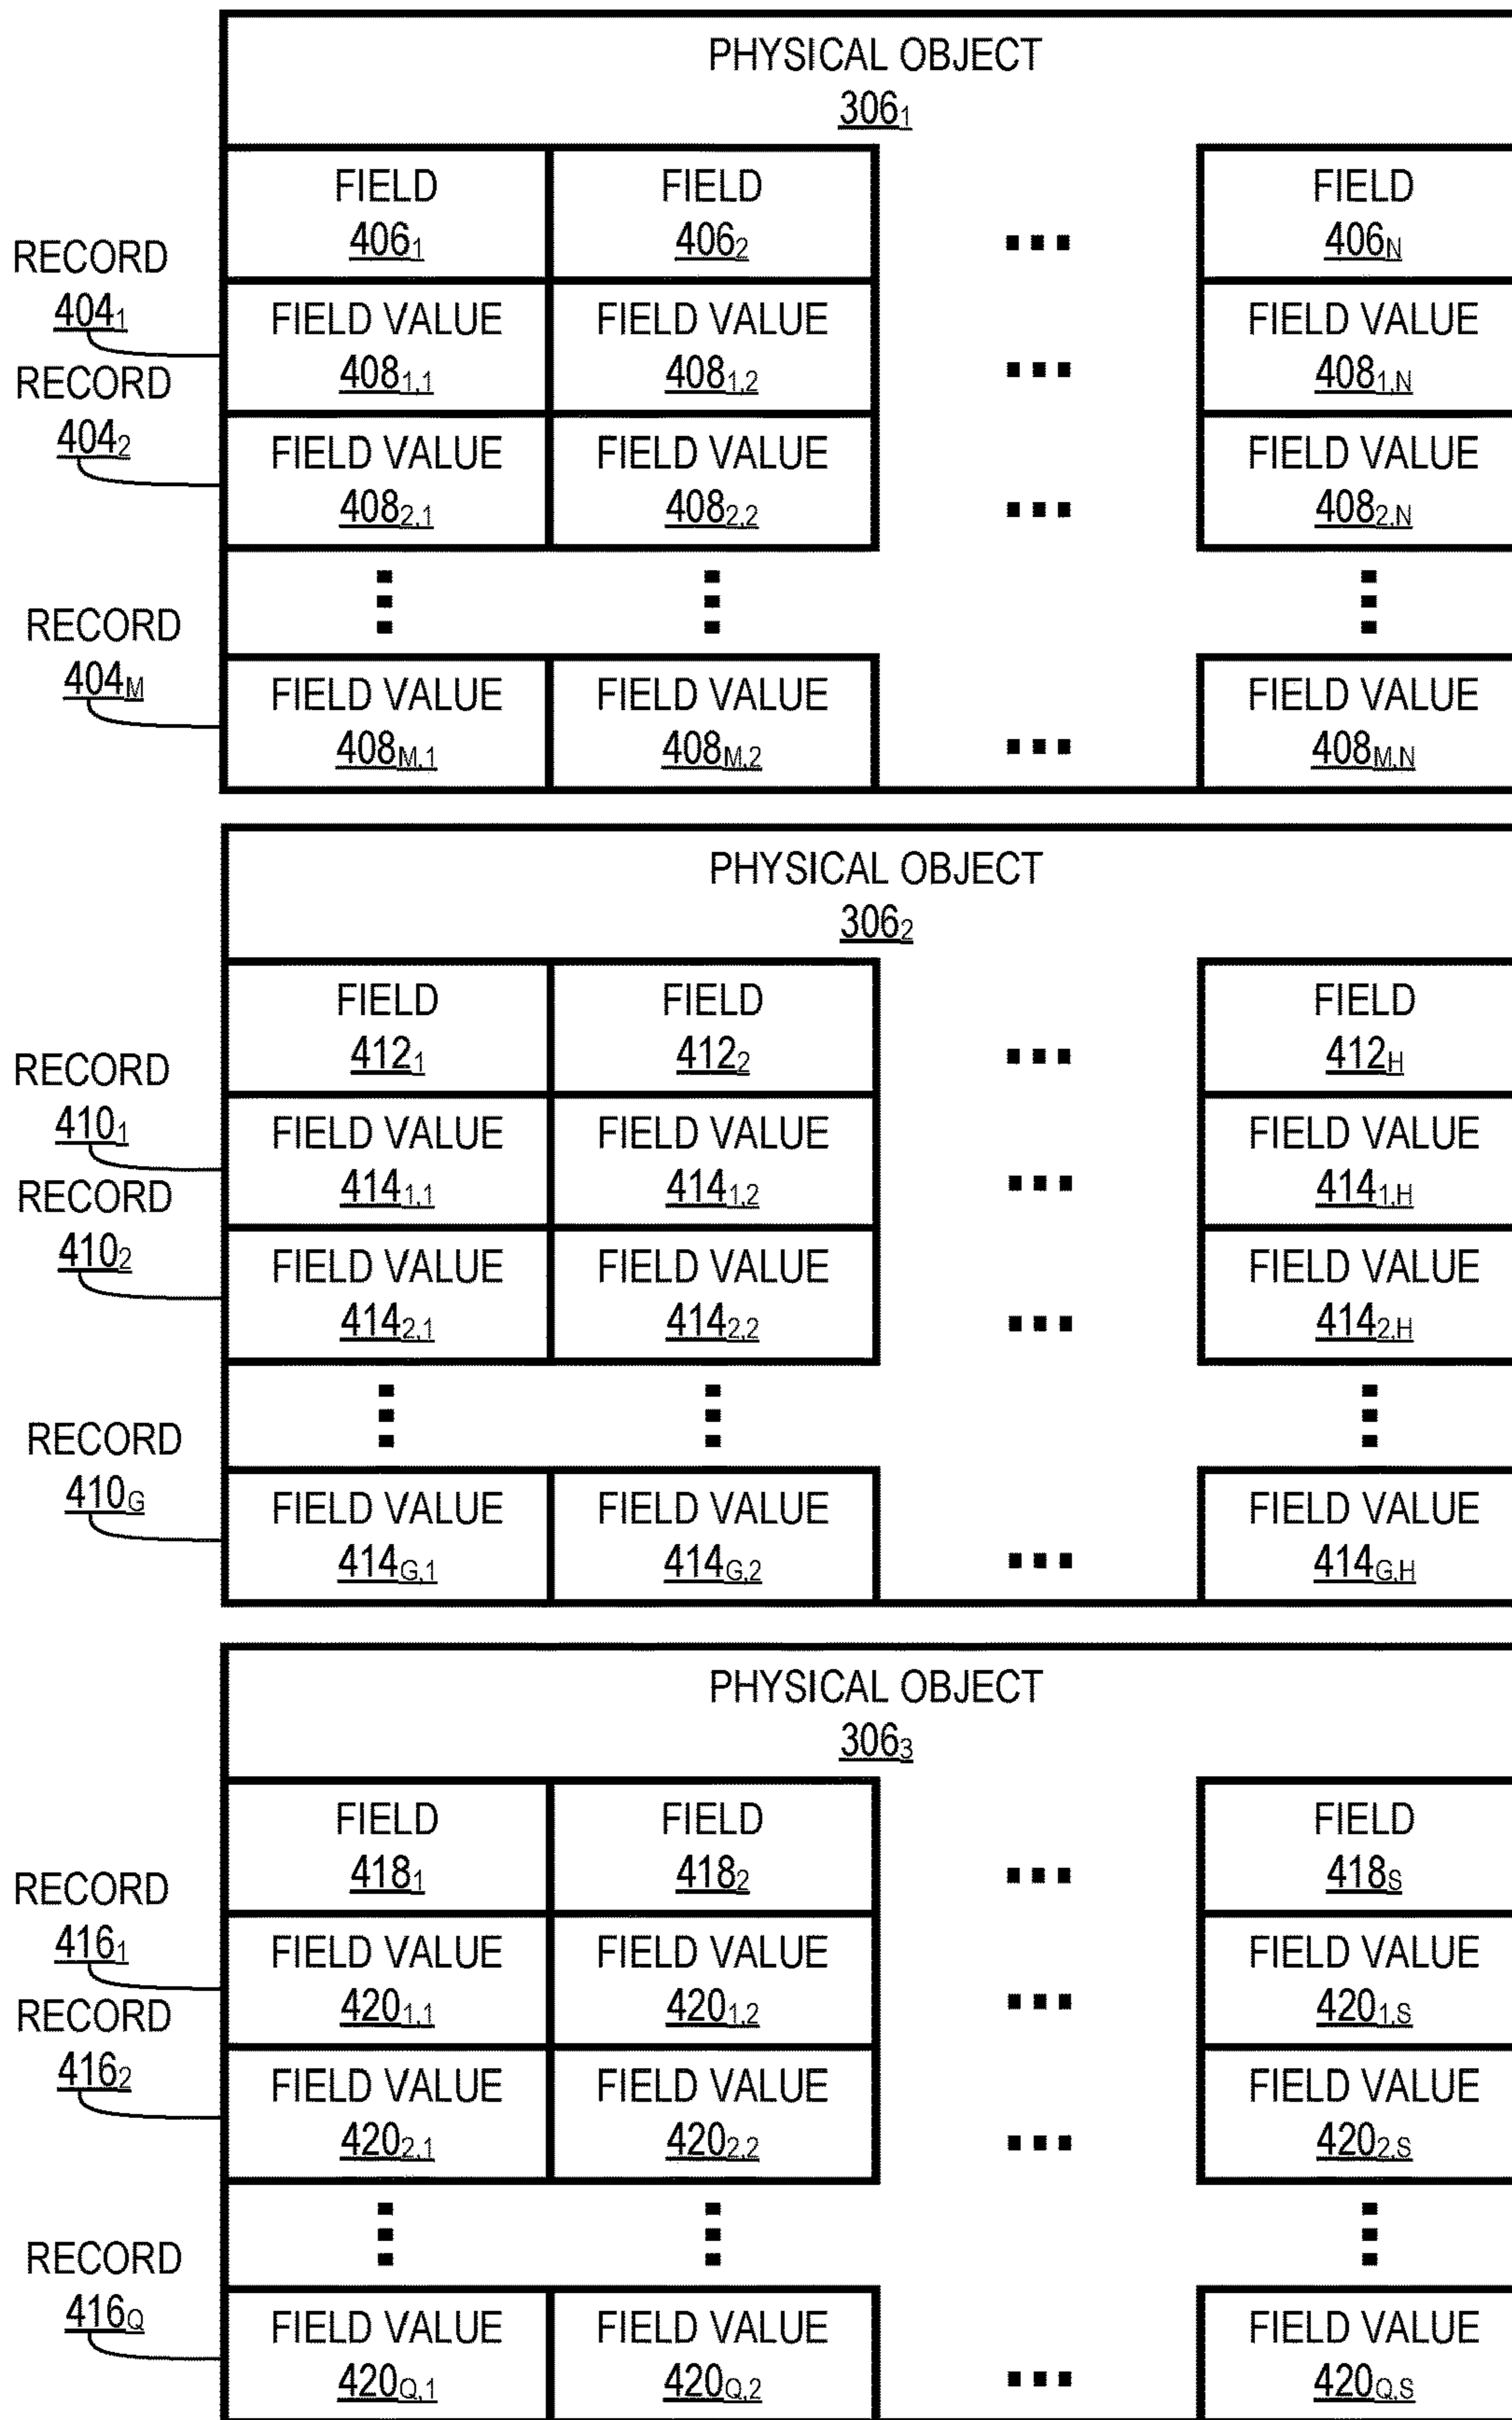 PHYSICAL OBJECT
306₁
FIELD FIELD FIELD
406₁ 406₂ ▪▪▪ 406N
RECORD
404₁
FIELD VALUE FIELD VALUE FIELD VALUE
408₁,₁ 408₁,₂ ▪▪▪ 408₁,N
RECORD
404₂
FIELD VALUE FIELD VALUE FIELD VALUE
408₂,₁ 408₂,₂ ▪▪▪ 408₂,N
RECORD
404M
FIELD VALUE FIELD VALUE FIELD VALUE
408M,₁ 408M,₂ ▪▪▪ 408M,N
PHYSICAL OBJECT
306₂
FIELD FIELD FIELD
412₁ 412₂ ▪▪▪ 412H
RECORD
410₁
FIELD VALUE FIELD VALUE FIELD VALUE
414₁,₁ 414₁,₂ ▪▪▪ 414₁,H
RECORD
410₂
FIELD VALUE FIELD VALUE FIELD VALUE
414₂,₁ 414₂,₂ ▪▪▪ 414₂,H
RECORD
410G
FIELD VALUE FIELD VALUE FIELD VALUE
414G,₁ 414G,₂ ▪▪▪ 414G,H
PHYSICAL OBJECT
306₃
FIELD FIELD FIELD
418₁ 418₂ ▪▪▪ 418S
RECORD
416₁
FIELD VALUE FIELD VALUE FIELD VALUE
420₁,₁ 420₁,₂ ▪▪▪ 420₁,S
RECORD
416₂
FIELD VALUE FIELD VALUE FIELD VALUE
420₂,₁ 420₂,₂ ▪▪▪ 420₂,S
RECORD
416Q
FIELD VALUE FIELD VALUE FIELD VALUE
420Q,₁ 420Q,₂ ▪▪▪ 420Q,S